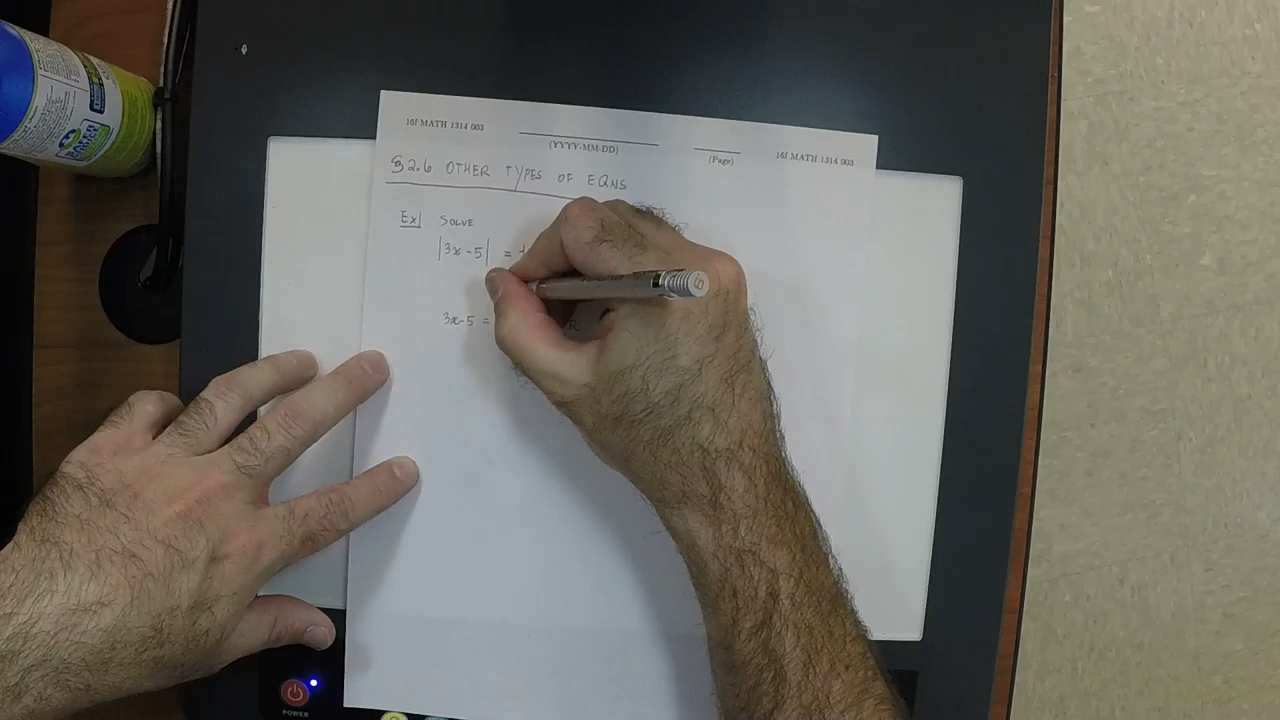 16f MATH 1314 003
(YYYY-MM-DD)
(Page)
16f MATH 1314 003
§2.6 OTHER TYPES OF EQNS
Ex| SOLVE
|3x-5| =
3x-5 =
POWER